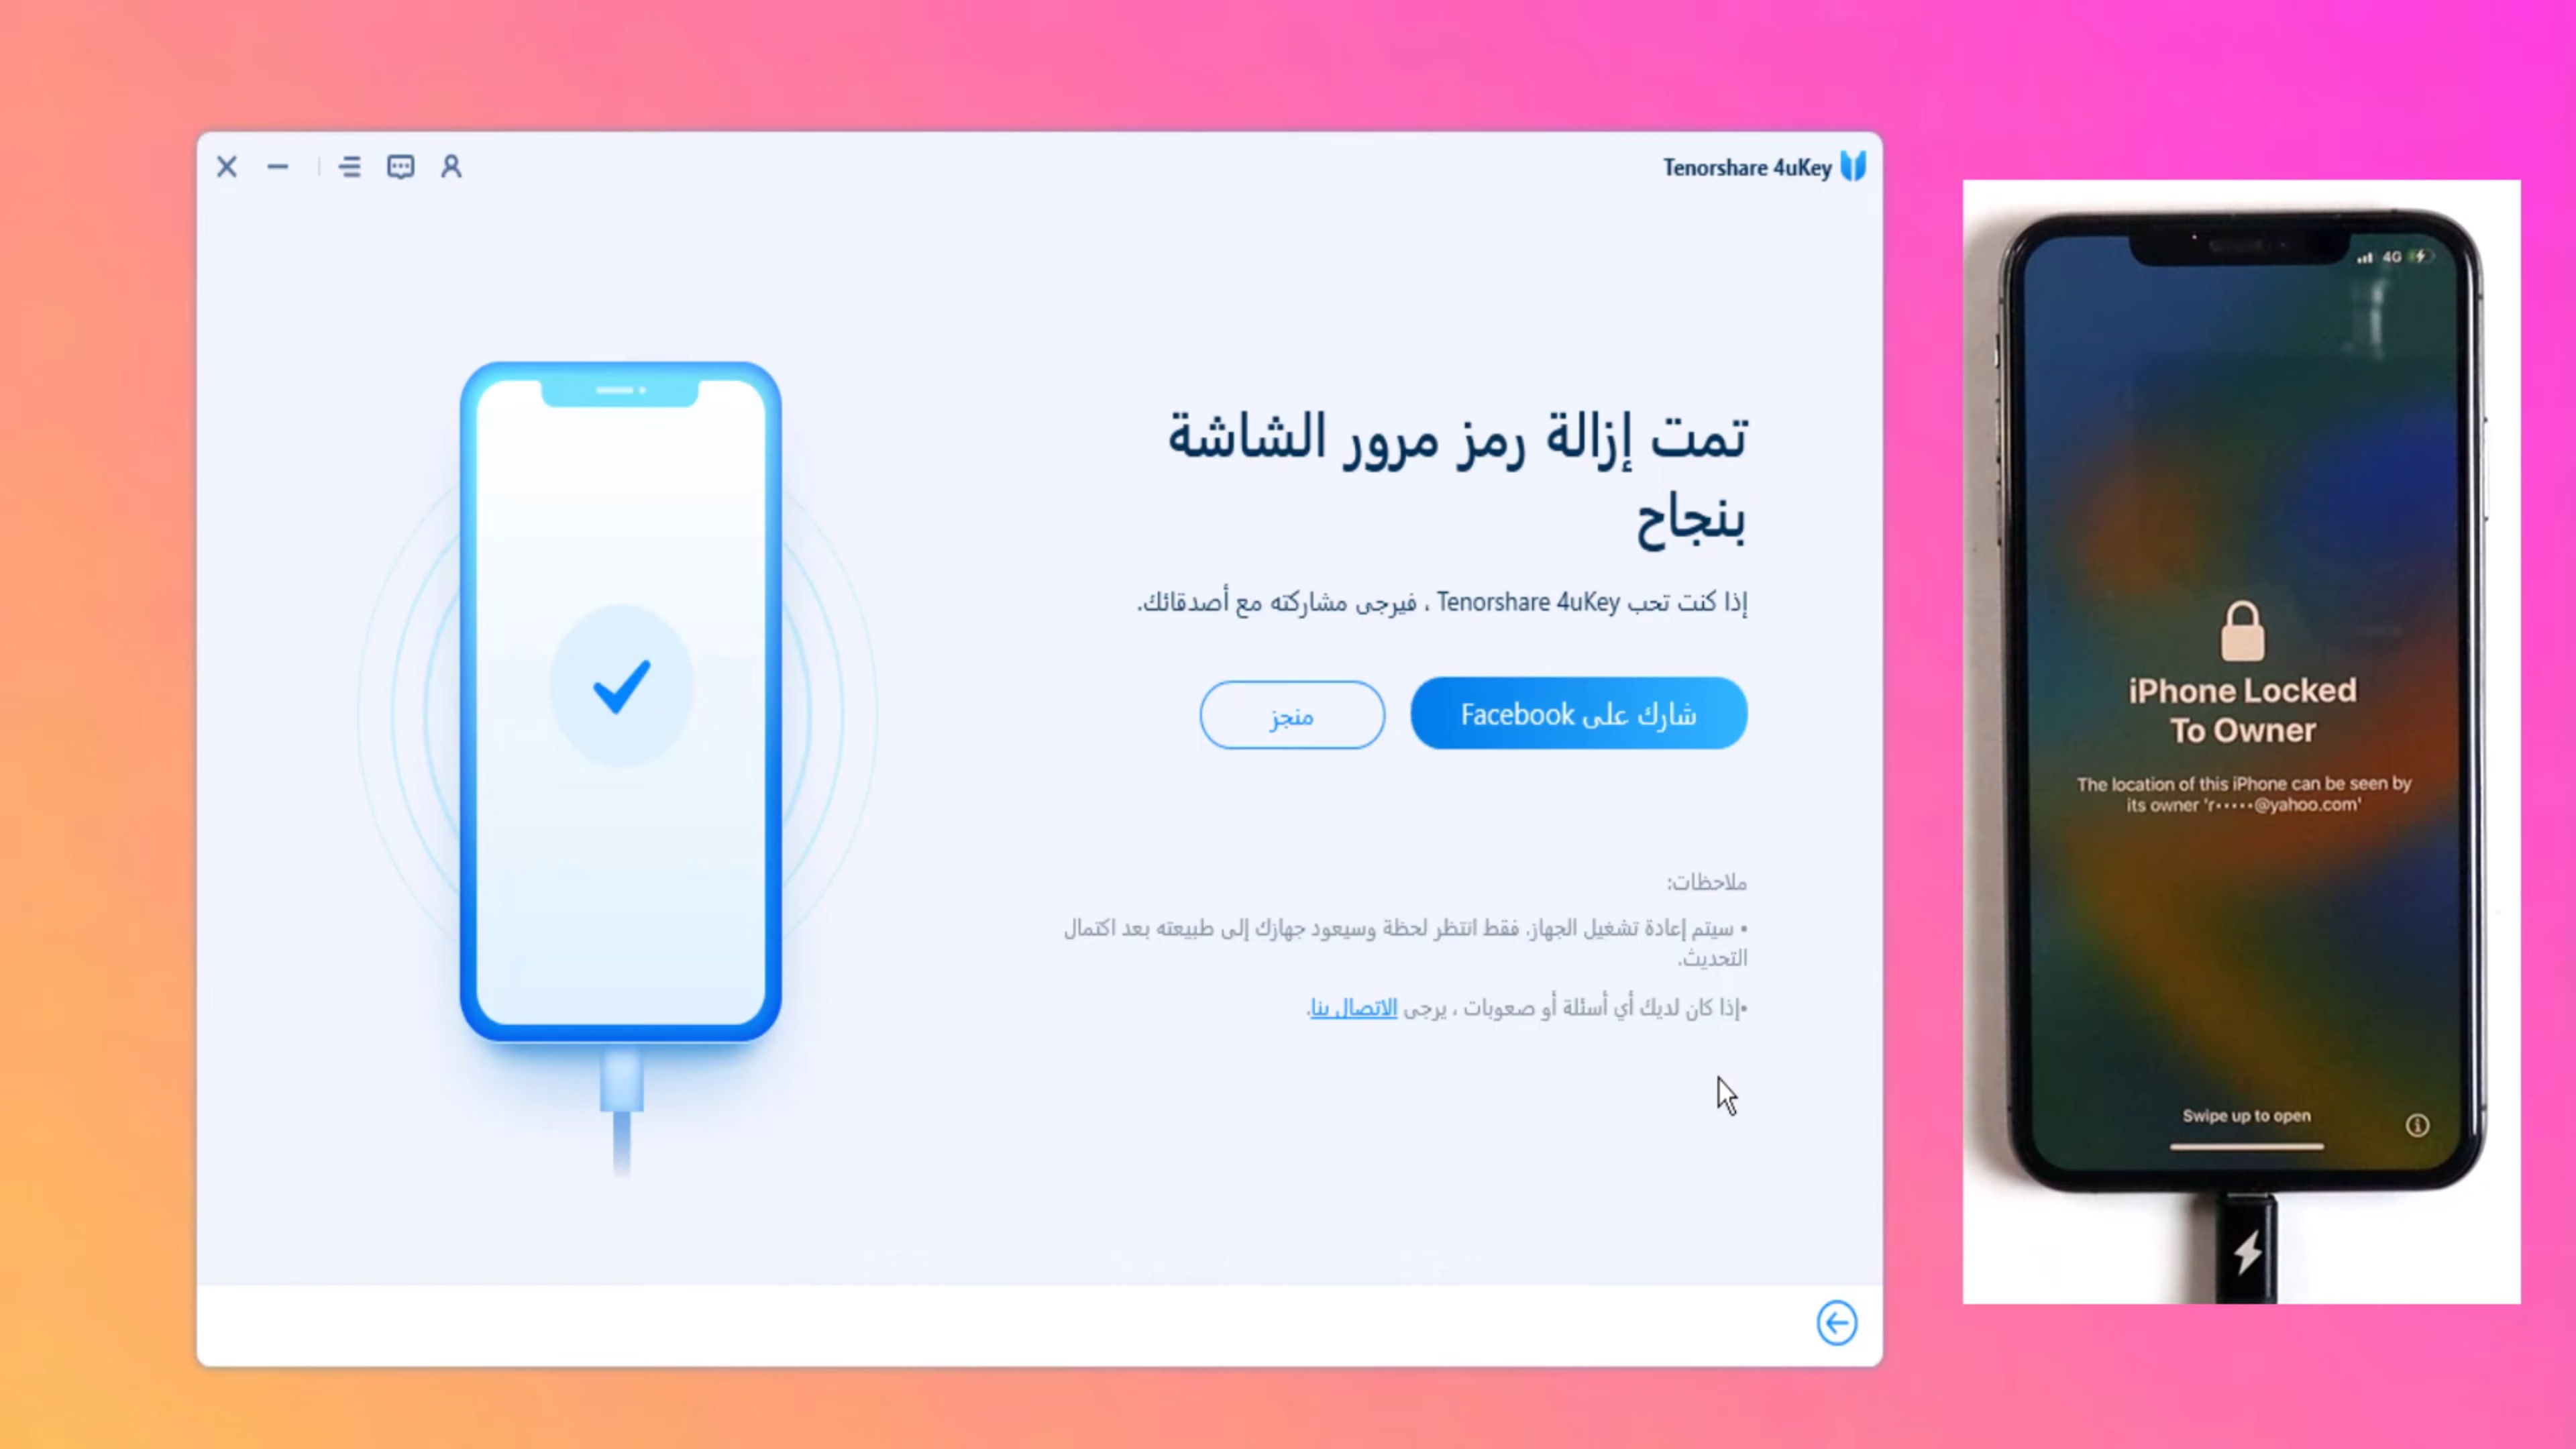 Tenorshare 4uKey
تمت إزالة رمز مرور الشاشة
بنجاح
إذا كنت تحب Tenorshare 4uKey ، فيرجى مشاركته مع أصدقائك.
شارك على Facebook
منجز
ملاحظات:
• سيتم إعادة تشغيل الجهاز. فقط انتظر لحظة وسيعود جهازك إلى طبيعته بعد اكتمال
التحديث.
•إذا كان لديك أي أسئلة أو صعوبات ، يرجى الاتصال بنا.
4G
iPhone Locked
To Owner
The location of this iPhone can be seen by
its owner 'r•••••@yahoo.com'
Swipe up to open